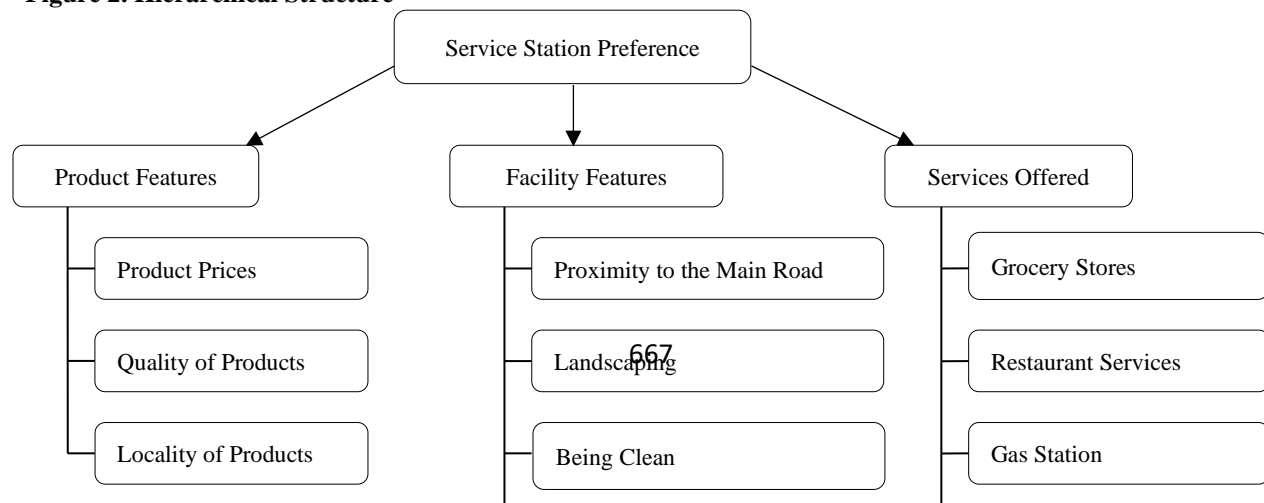 Figure 2. Hierarchical Structure
Service Station Preference
Product Features
Facility Features
Services Offered
Product Prices
Proximity to the Main Road
Grocery Stores
Quality of Products
Landscaping
667
Restaurant Services
Locality of Products
Being Clean
Gas Station